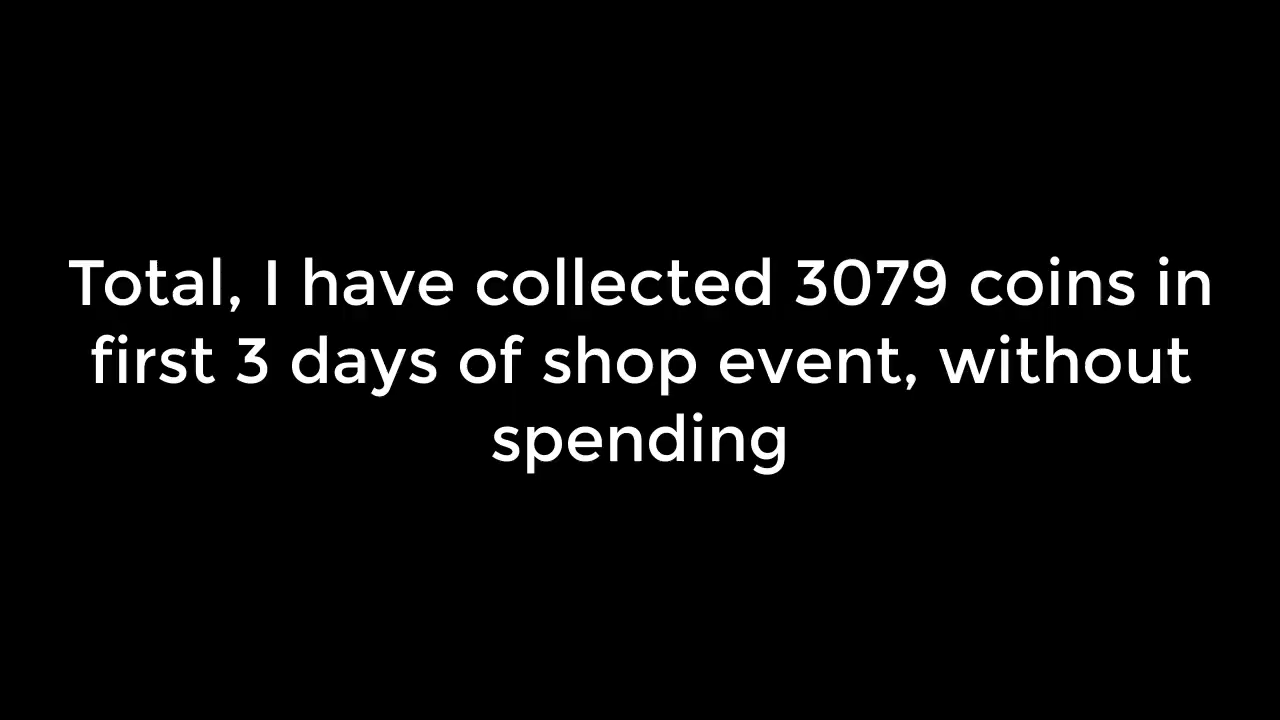 Total, I have collected 3079 coins in
first 3 days of shop event, without
spending